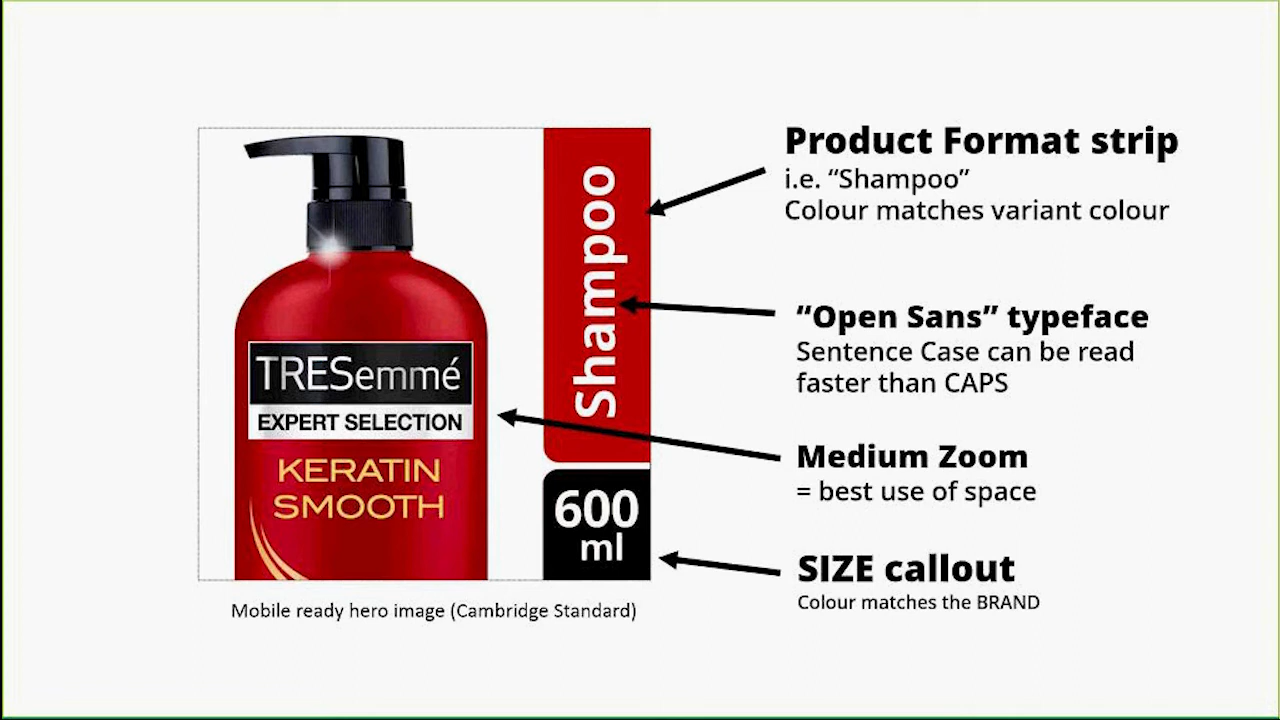 Shampoo
TRESemmé
EXPERT SELECTION
KERATIN
SMOOTH
600
ml
Mobile ready hero image (Cambridge Standard)
Product Format strip
i.e. “Shampoo”
Colour matches variant colour
“Open Sans” typeface
Sentence Case can be read
faster than CAPS
Medium Zoom
= best use of space
SIZE callout
Colour matches the BRAND